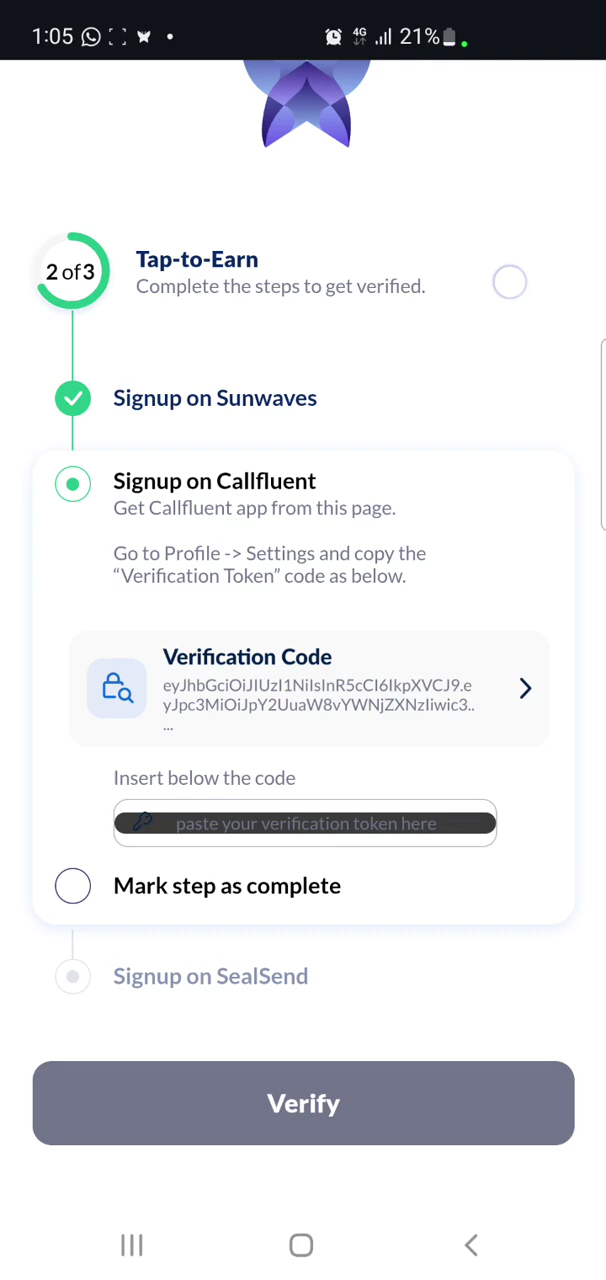 1:05 4G 21%
2 of 3
Tap-to-Earn
Complete the steps to get verified.
Signup on Sunwaves
Signup on Callfluent
Get Callfluent app from this page.
Go to Profile -> Settings and copy the
“Verification Token” code as below.
Verification Code
eyJhbGciOiJIUzI1NiIsInR5cCI6IkpXVCJ9.e
yJpc3MiOiJpY2UuaW8vYWNjZXNzIiwic3..
...
Insert below the code
paste your verification token here
Mark step as complete
Signup on SealSend
Verify